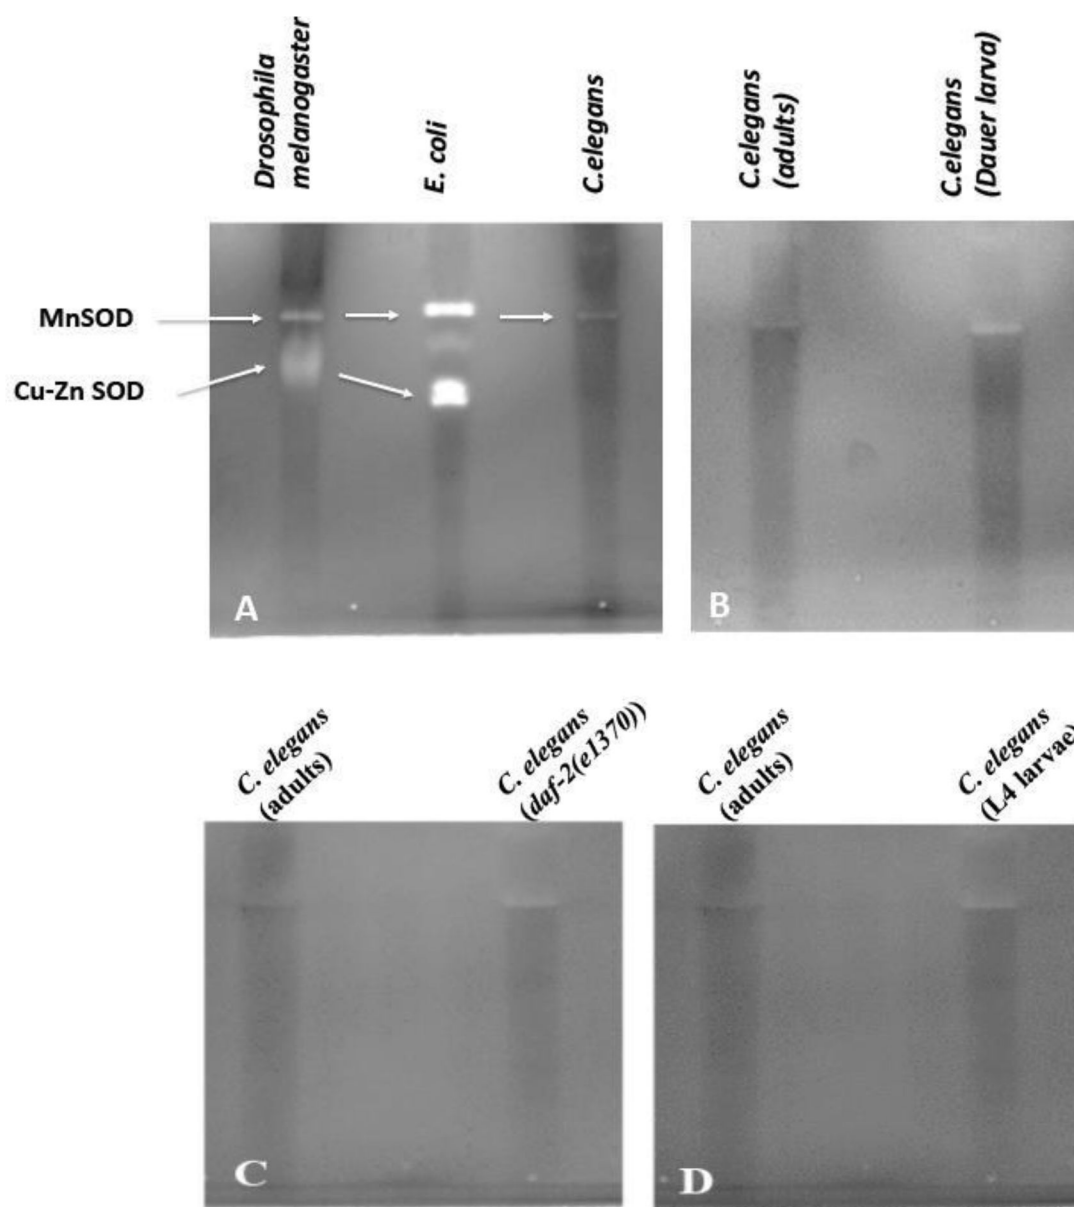 Drosophila
melanogaster
E. coli
C.elegans
C.elegans
(adults)
C.elegans
(Dauer larva)
MnSOD
Cu-Zn SOD
A
B
C. elegans
(adults)
C. elegans
(daf-2(e1370))
C. elegans
(adults)
C. elegans
(L4 larvae)
C
D